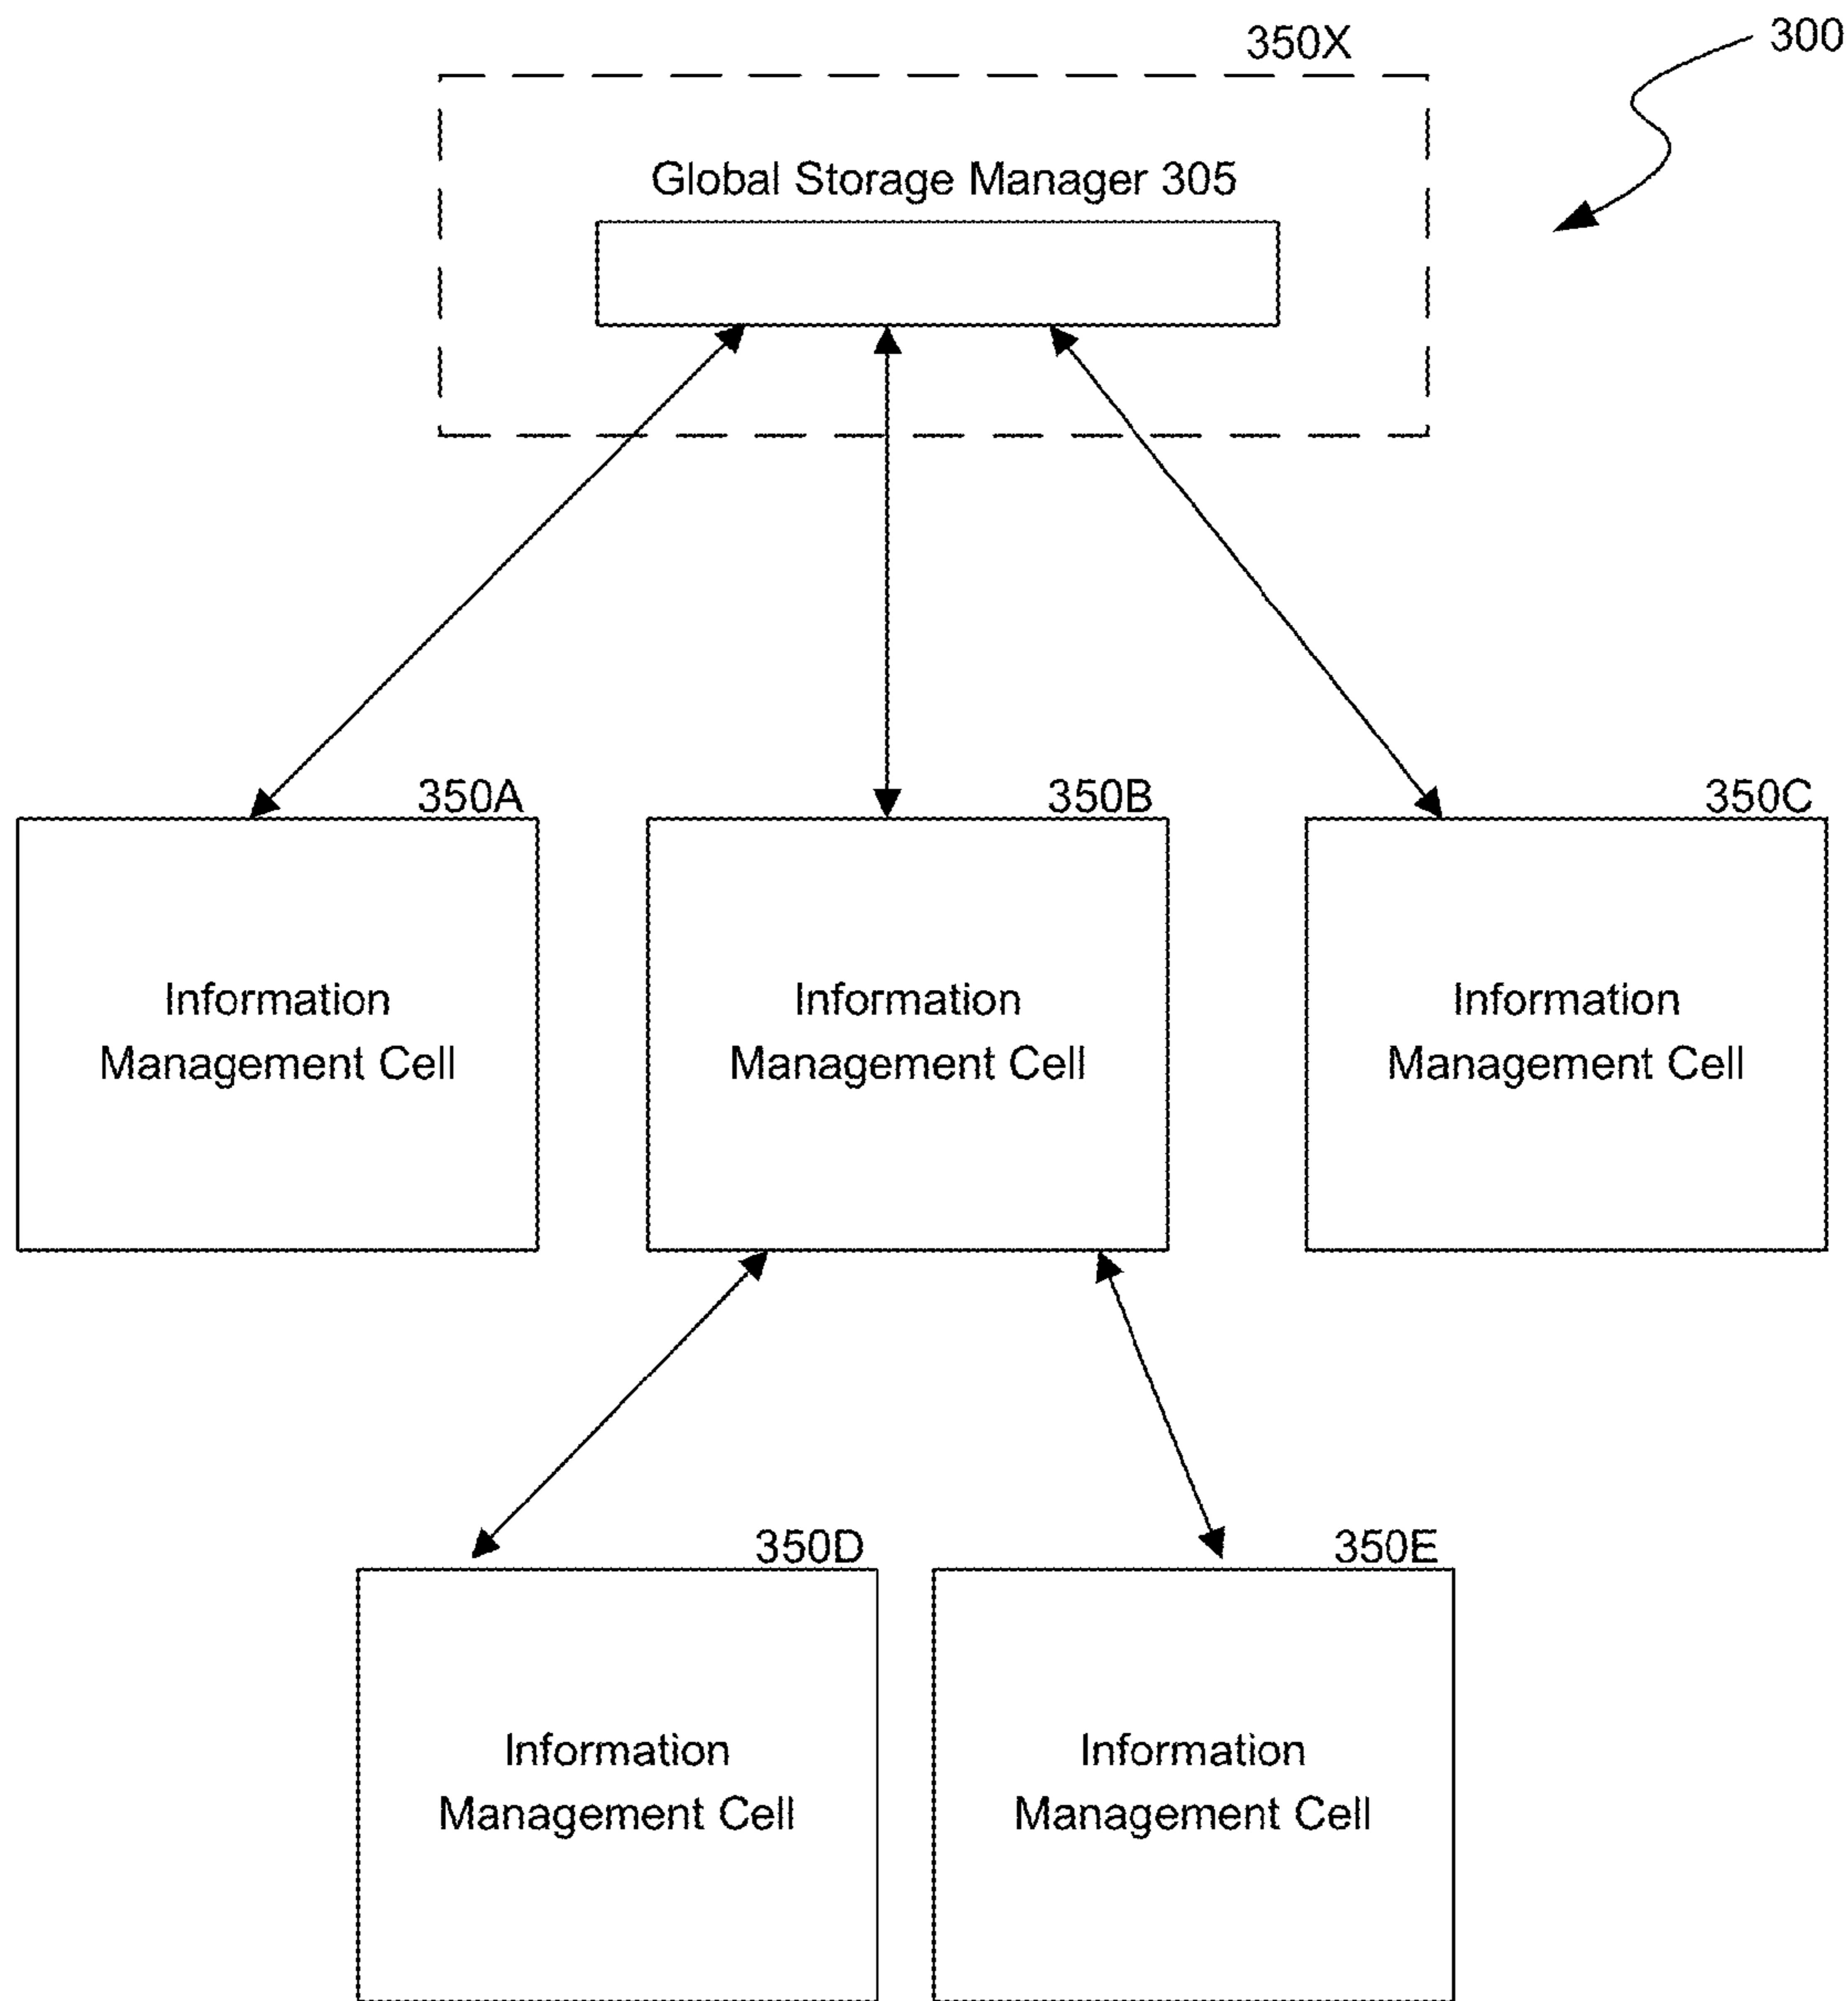 350X
300
Global Storage Manager 305
350A
350B
350C
Information
Management Cell
Information
Management Cell
Information
Management Cell
350D
350E
Information
Management Cell
Information
Management Cell